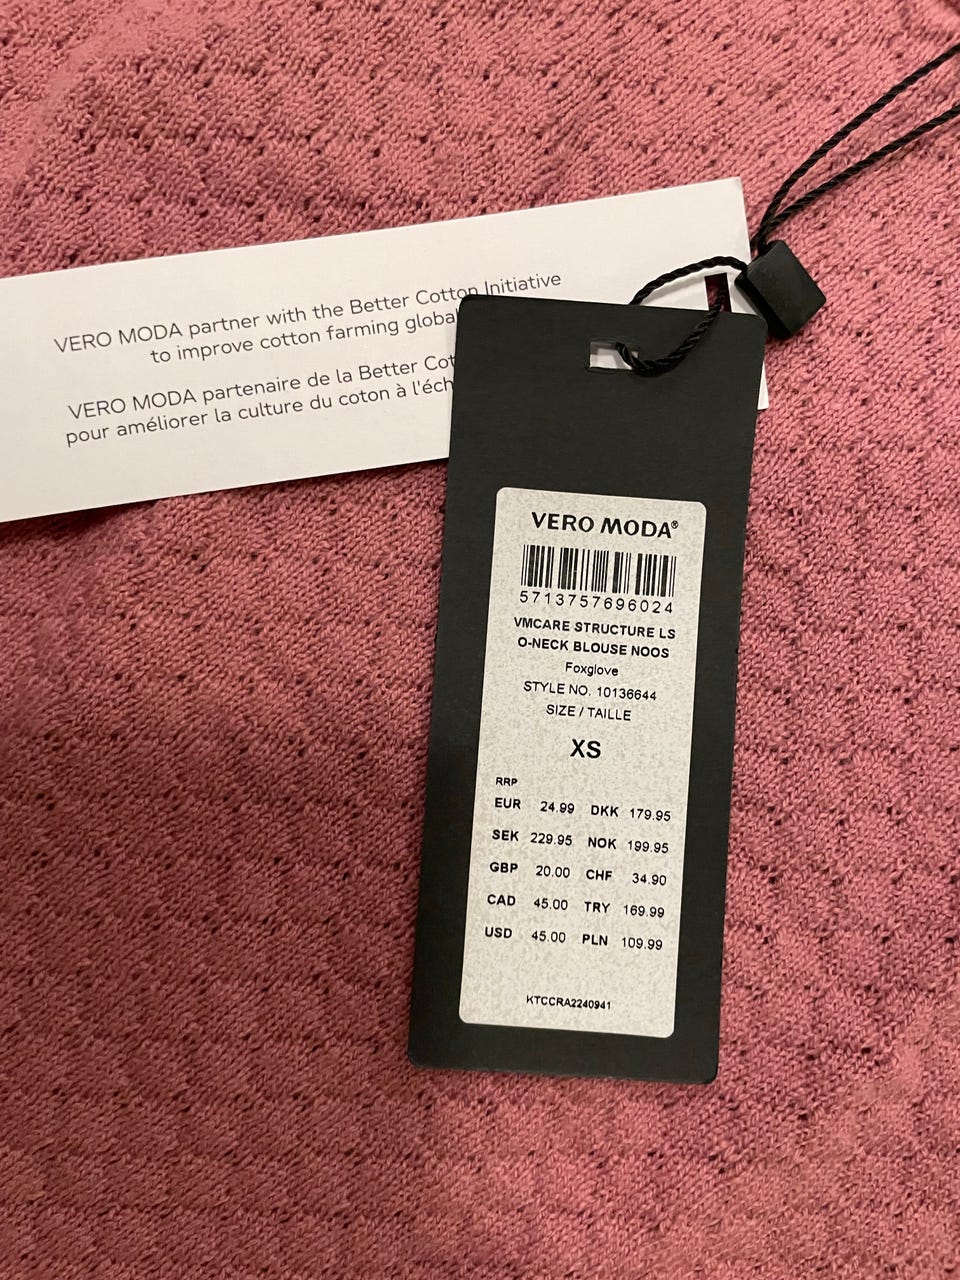 VERO MODA partner with the Better Cotton Initiative
to improve cotton farming
VERO MODA partenaire de la Better
pour améliorer la culture du coton à
VERO MODA®
5713757696024
VMCARE STRUCTURE LS
O-NECK BLOUSE NOOS
Foxglove
STYLE NO. 10136644
SIZE / TAILLE
XS
RRP
EUR 24.99 DKK 179.95
SEK 229.95 NOK 199.95
GBP 20.00 CHF 34.90
CAD 45.00 TRY 169.99
USD 45.00 PLN 109.99
KTCCRA2240941